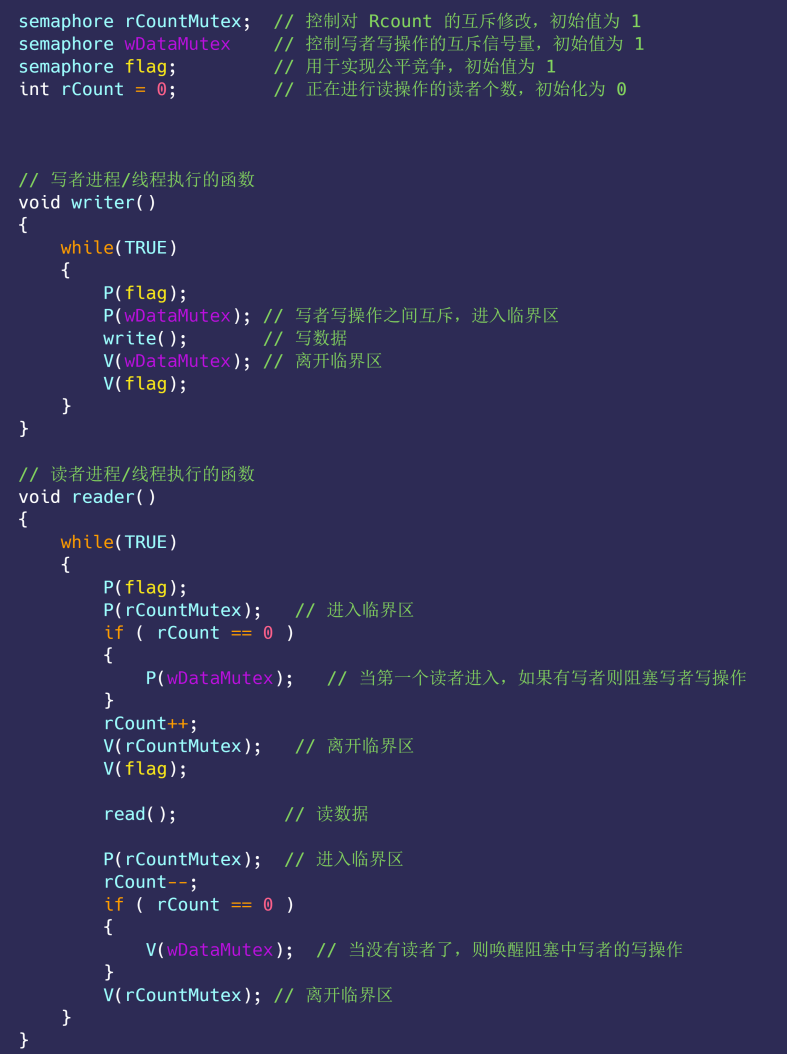 semaphore rCountMutex;  // 控制对 Rcount 的互斥修改，初始值为 1
semaphore wDataMutex    // 控制写者写操作的互斥信号量，初始值为 1
semaphore flag;         // 用于实现公平竞争，初始值为 1
int rCount = 0;         // 正在进行读操作的读者个数，初始化为 0

// 写者进程/线程执行的函数
void writer()
{
    while(TRUE)
    {
        P(flag);
        P(wDataMutex); // 写者写操作之间互斥，进入临界区
        write();       // 写数据
        V(wDataMutex); // 离开临界区
        V(flag);
    }
}

// 读者进程/线程执行的函数
void reader()
{
    while(TRUE)
    {
        P(flag);
        P(rCountMutex);   // 进入临界区
        if ( rCount == 0 )
        {
            P(wDataMutex);   // 当第一个读者进入，如果有写者则阻塞写者写操作
        }
        rCount++;
        V(rCountMutex);   // 离开临界区
        V(flag);

        read();          // 读数据

        P(rCountMutex);  // 进入临界区
        rCount--;
        if ( rCount == 0 )
        {
            V(wDataMutex);  // 当没有读者了，则唤醒阻塞中写者的写操作
        }
        V(rCountMutex); // 离开临界区
    }
}